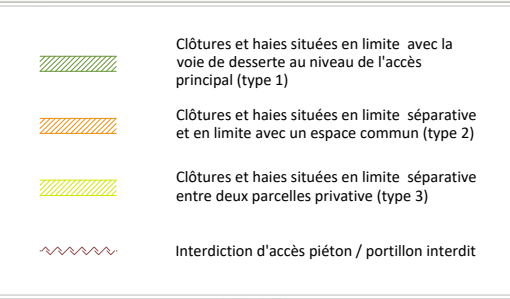 Clôtures et haies situées en limite avec la
voie de desserte au niveau de l'accès
principal (type 1)
Clôtures et haies situées en limite séparative
et en limite avec un espace commun (type 2)
Clôtures et haies situées en limite séparative
entre deux parcelles privative (type 3)
Interdiction d'accès piéton / portillon interdit